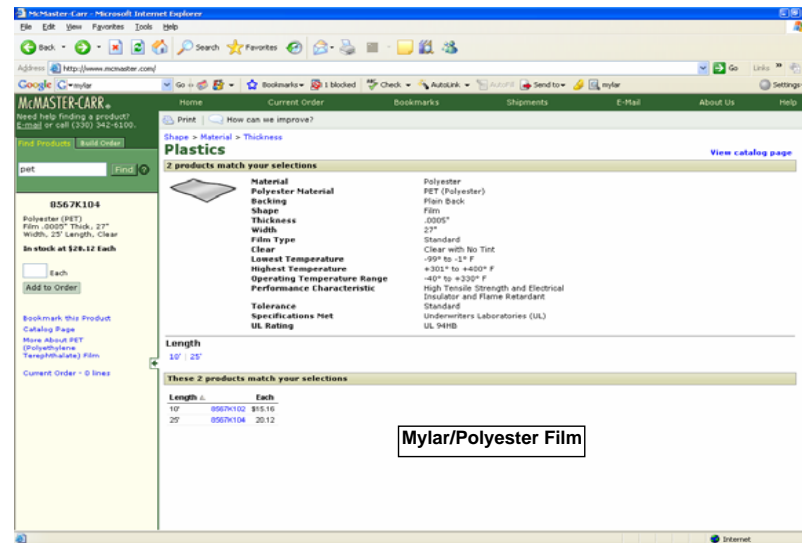 McMaster-Carr - Microsoft Internet Explorer
File Edit View Favorites Tools Help
Back Search Favorites
Address http://www.mcmaster.com/ Go Links »
Google G mylar Go Bookmarks 1 blocked Check AutoLink AutoFill Send to mylar Settings
McMASTER-CARR®
Need help finding a product?
E-mail or call (330) 342-6100.
Home Current Order Bookmarks Shipments E-Mail About Us Help
Print How can we improve?
Find Products Build Order
pet Find ?
8567K104
Polyester (PET)
Film .0005" Thick, 27"
Width, 25' Length, Clear
In stock at $20.12 Each
Each
Add to Order
Bookmark this Product
Catalog Page
More About PET
(Polyethylene
Terephthalate) Film
Current Order - 0 lines
Shape > Material > Thickness
Plastics
View catalog page
2 products match your selections
Material Polyester
Polyester Material PET (Polyester)
Backing Plain Back
Shape Film
Thickness .0005"
Width 27"
Film Type Standard
Clear Clear with No Tint
Lowest Temperature -99° to -1° F
Highest Temperature +301° to +400° F
Operating Temperature Range -40° to +330° F
Performance Characteristic High Tensile Strength and Electrical
Insulator and Flame Retardant
Tolerance Standard
Specifications Met Underwriters Laboratories (UL)
UL Rating UL 94HB
Length
10' | 25'
These 2 products match your selections
Length Each
10' 8567K102 $15.16
25' 8567K104 20.12
Mylar/Polyester Film
Internet